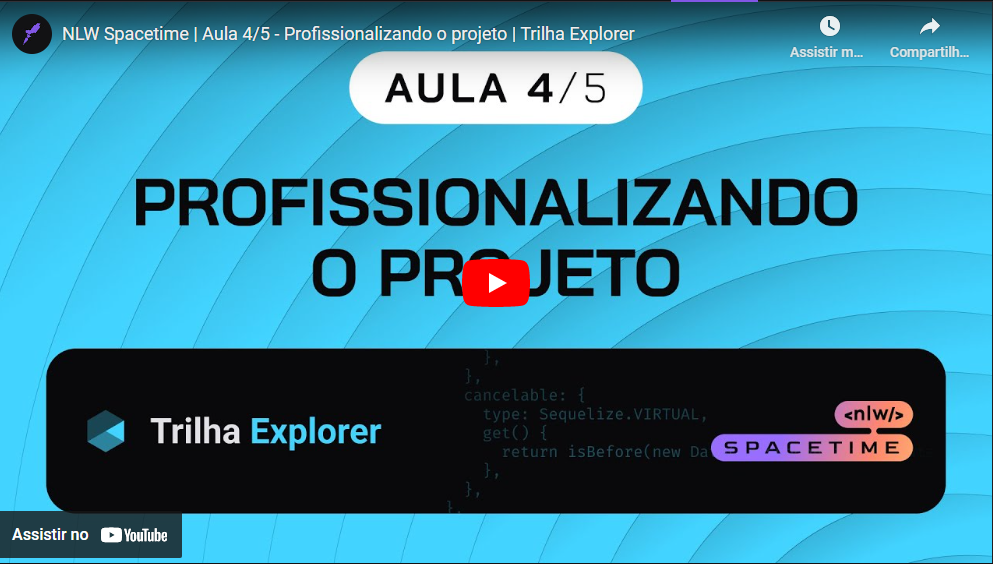 NLW Spacetime | Aula 4/5 - Profissionalizando o projeto | Trilha Explorer
Assistir m...
Compartilh...
AULA 4/5
PROFISSIONALIZANDO
O PROJETO
Trilha Explorer
},
},
cancelable: {
type: Sequelize.VIRTUAL,
get() {
return isBefore(new Da
},
},
},
<nlw/>
SPACETIME
Assistir no YouTube